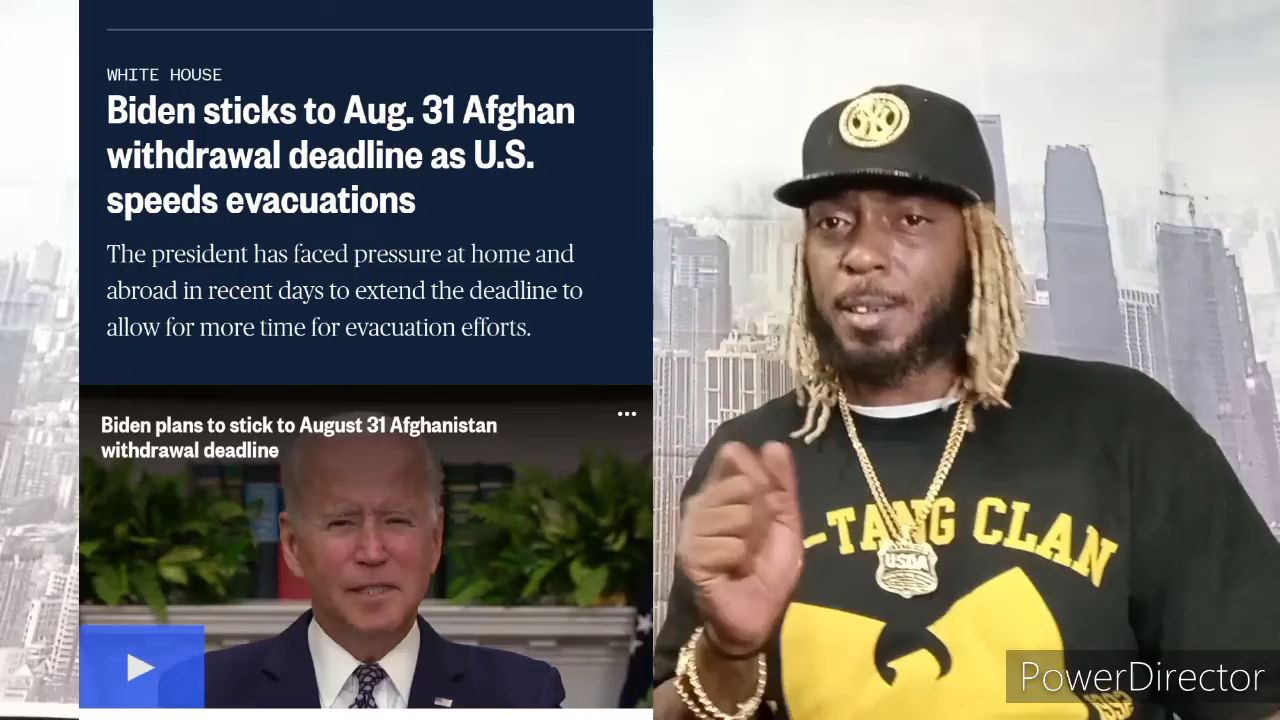 WHITE HOUSE
Biden sticks to Aug. 31 Afghan
withdrawal deadline as U.S.
speeds evacuations
The president has faced pressure at home and
abroad in recent days to extend the deadline to
allow for more time for evacuation efforts.
Biden plans to stick to August 31 Afghanistan
withdrawal deadline
-TANG CLAN
USDA
PowerDirector